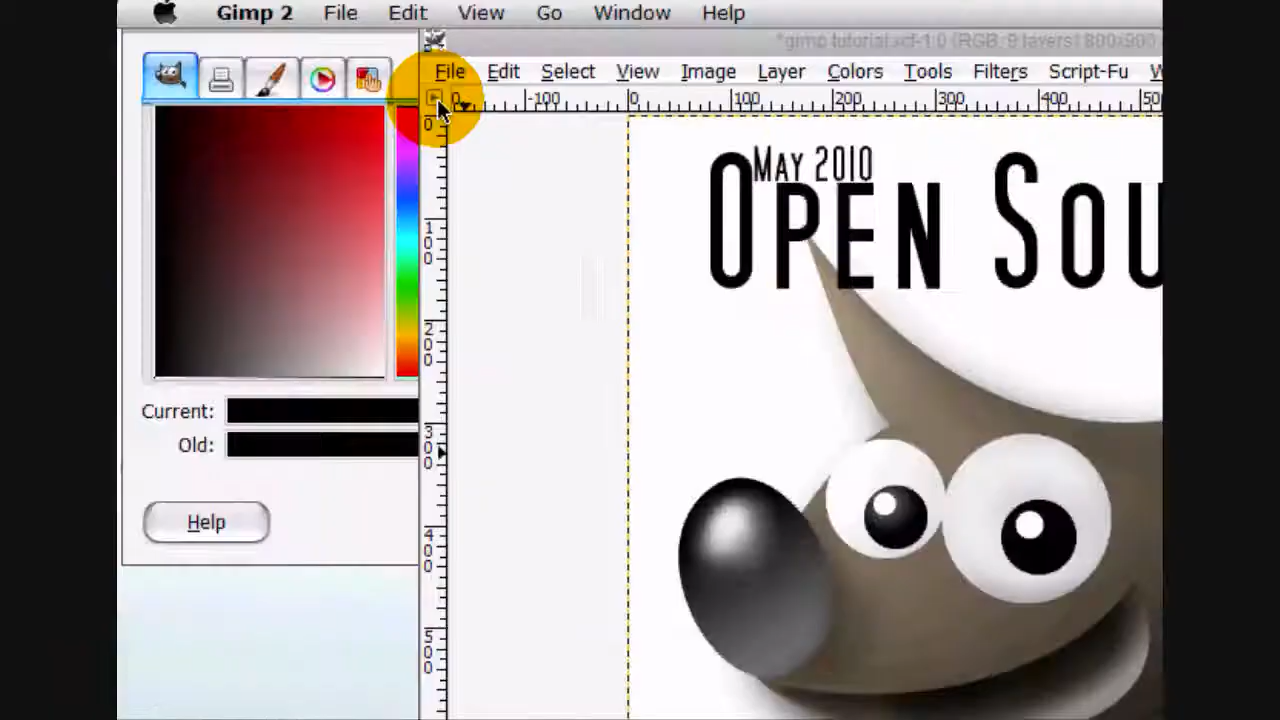 Gimp 2 File Edit View Go Window Help
*gimp tutorial.xcf-1.0 (RGB, 9 layers) 800x900
File Edit Select View Image Layer Colors Tools Filters Script-Fu W
0 -100 0 100 200 300 400 50
0
100
200
300
400
500
May 2010
Open Sou
Current:
Old:
Help